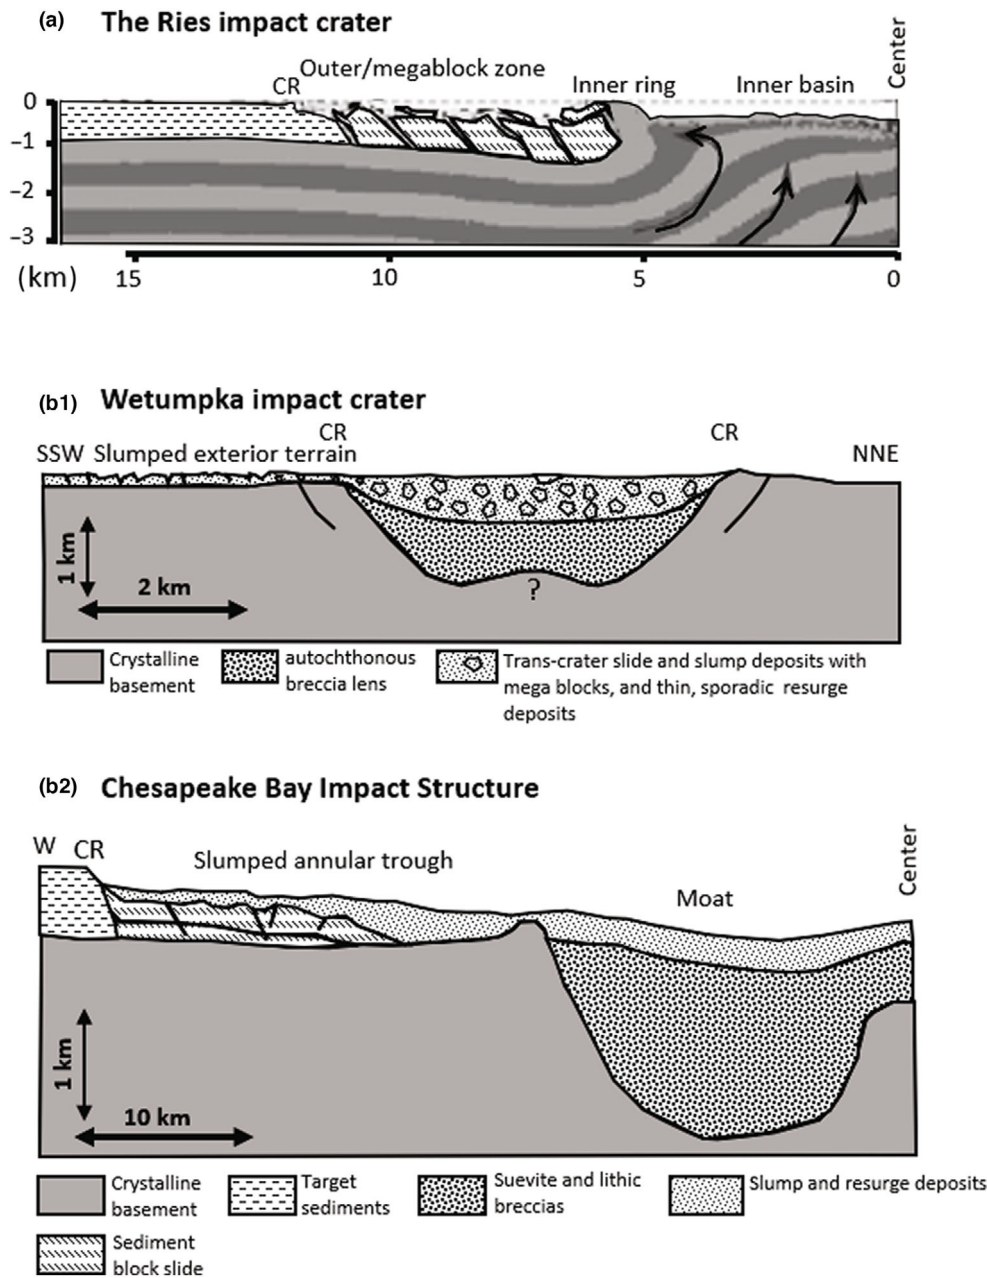 (a) The Ries impact crater
Outer/megablock zone
CR
Inner ring
Inner basin
Center
0
−1
−2
−3
(km)
15
10
5
0
(b1) Wetumpka impact crater
CR
CR
SSW Slumped exterior terrain
NNE
1 km
2 km
?
Crystalline
basement
autochthonous
breccia lens
Trans-crater slide and slump deposits with
mega blocks, and thin, sporadic resurge
deposits
(b2) Chesapeake Bay Impact Structure
W CR
Slumped annular trough
Moat
Center
1 km
10 km
Crystalline
basement
Target
sediments
Suevite and lithic
breccias
Slump and resurge deposits
Sediment
block slide